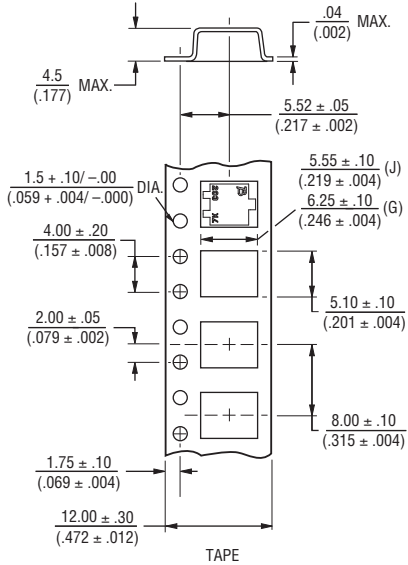 .04
(.002)
MAX.
4.5
(.177)
MAX.
5.52 ± .05
(.217 ± .002)
1.5 + .10/ −.00
(.059 + .004/ −.000)
DIA.
5.55 ± .10
(.219 ± .004)
(J)
6.25 ± .10
(.246 ± .004)
(G)
4.00 ± .20
(.157 ± .008)
5.10 ± .10
(.201 ± .004)
2.00 ± .05
(.079 ± .002)
8.00 ± .10
(.315 ± .004)
1.75 ± .10
(.069 ± .004)
12.00 ± .30
(.472 ± .012)
TAPE